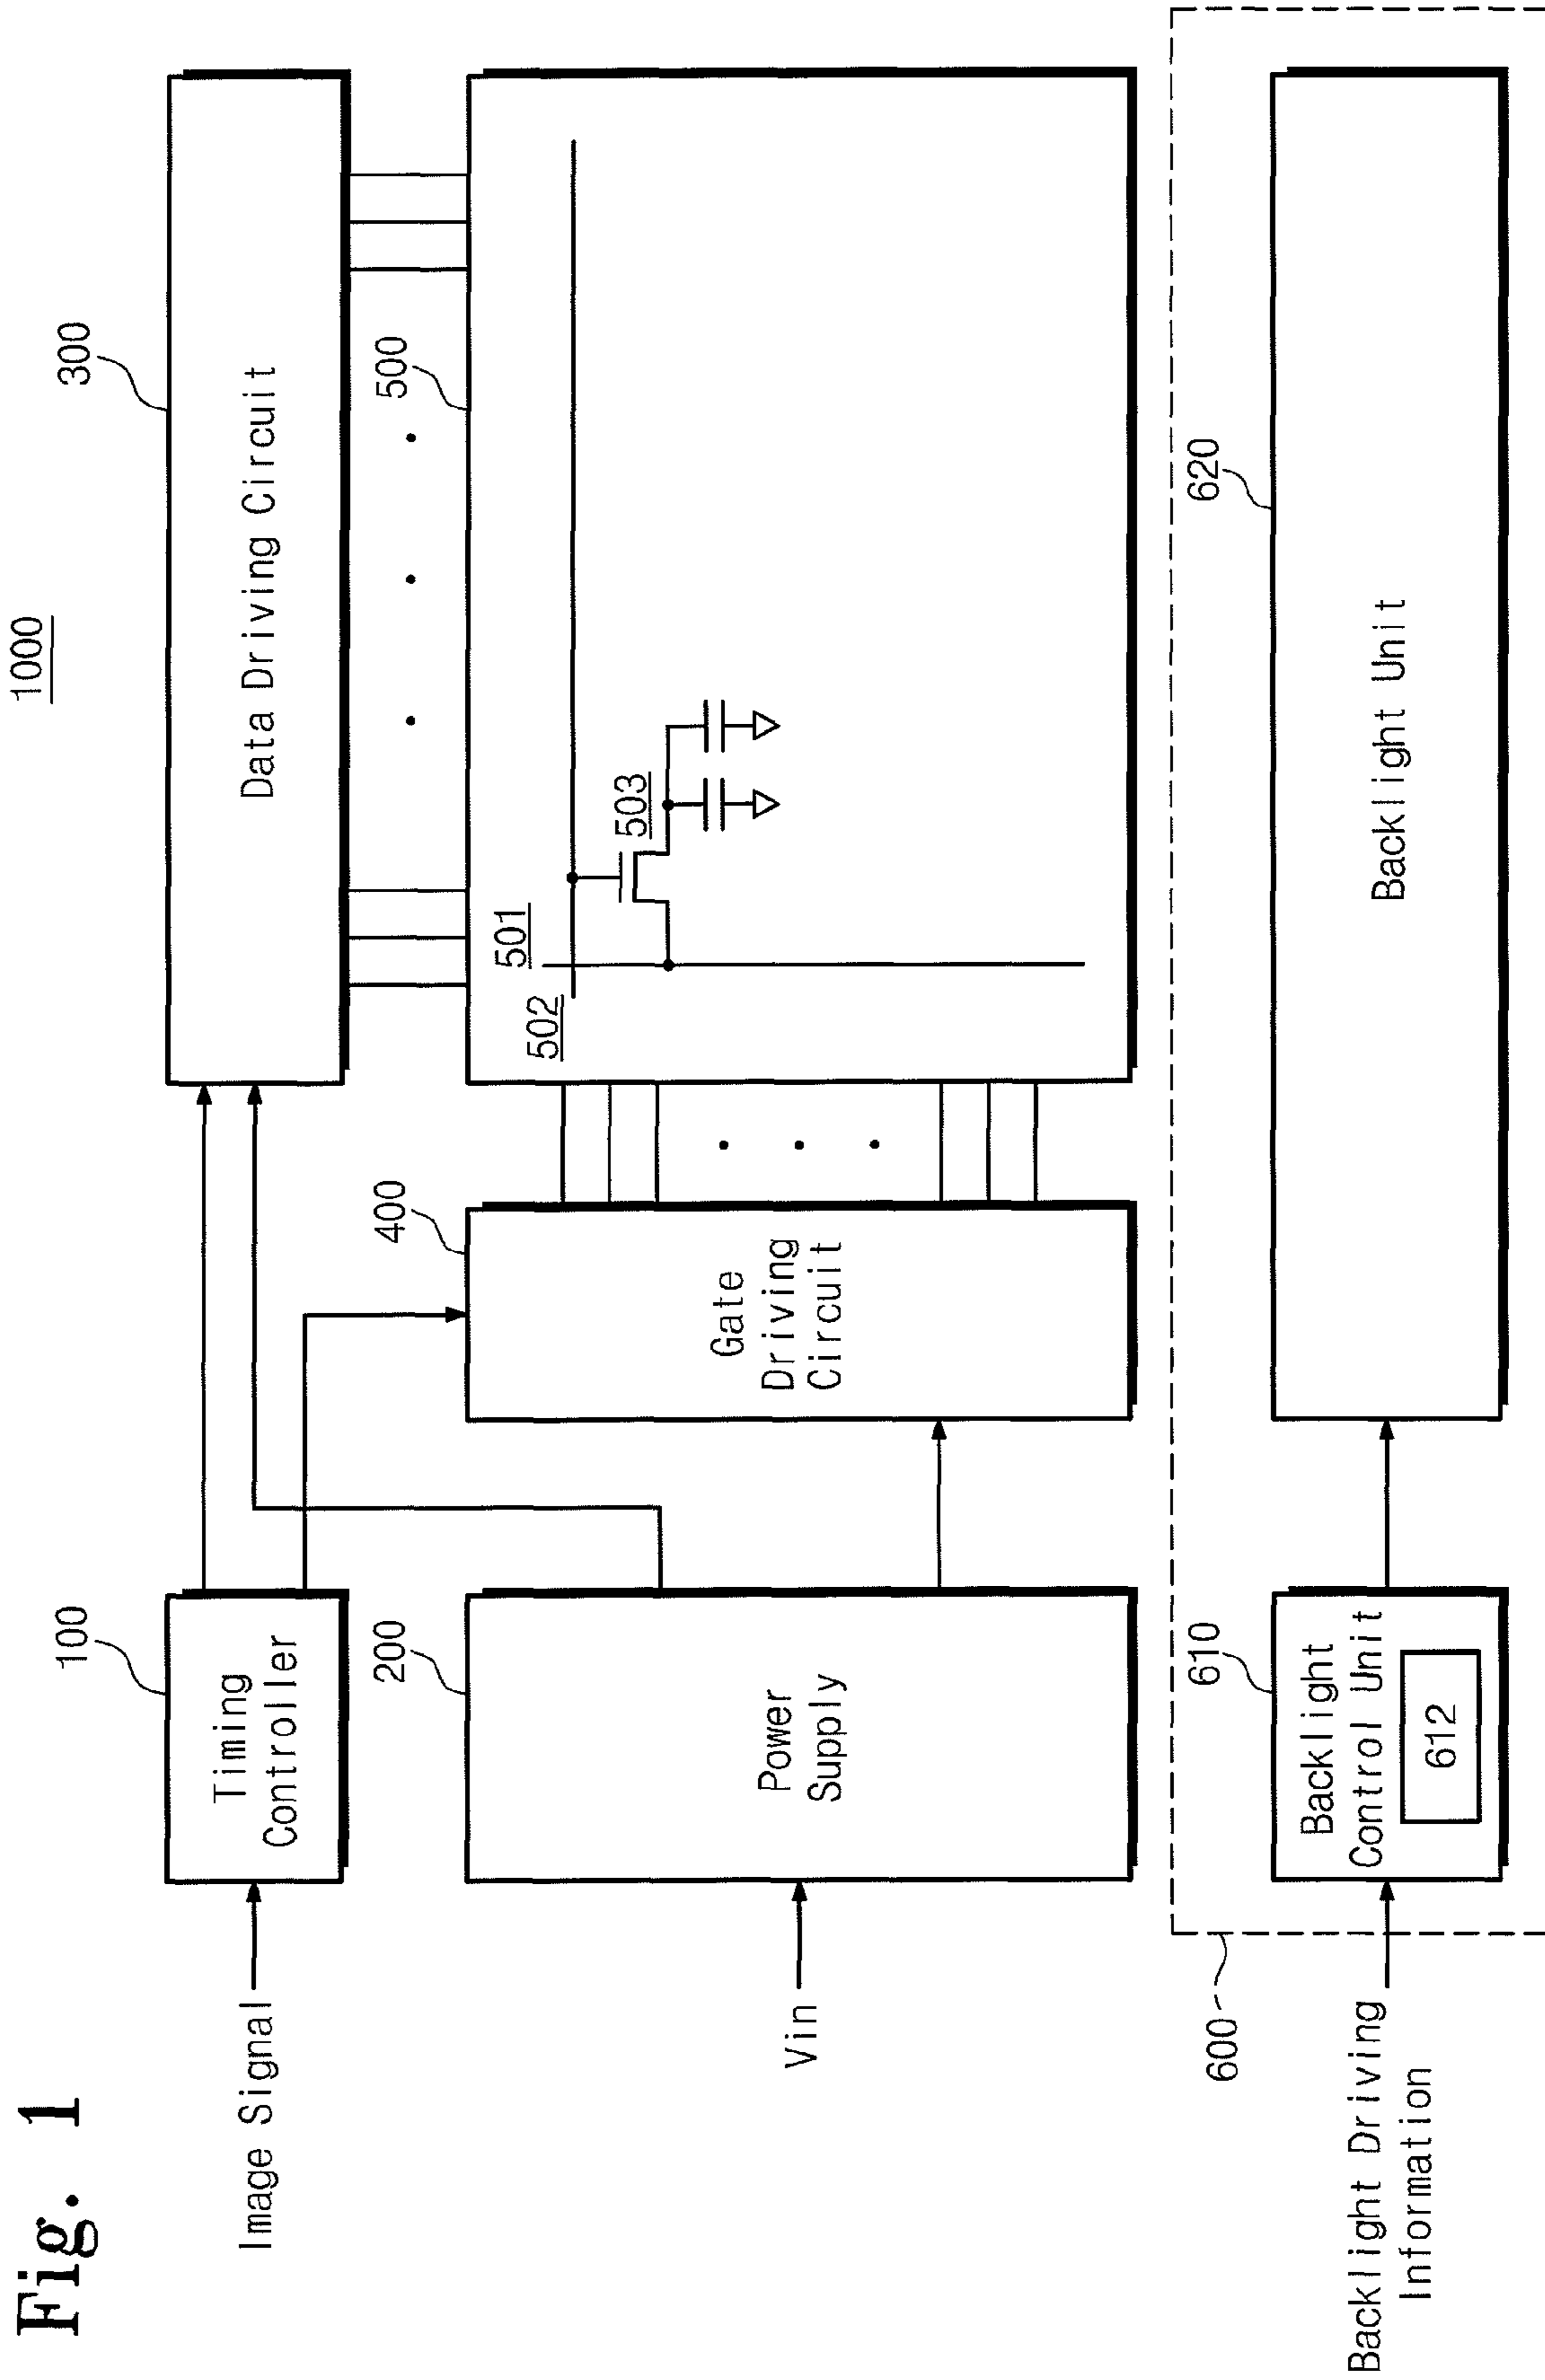 Fig. 1
1000
100
Timing
Controller
300
Data Driving Circuit
Image Signal
200
Power
Supply
400
Gate
Driving
Circuit
500
501
502
503
Vin
600
610
Backlight
Control Unit
612
620
Backlight Unit
Backlight Driving
Information